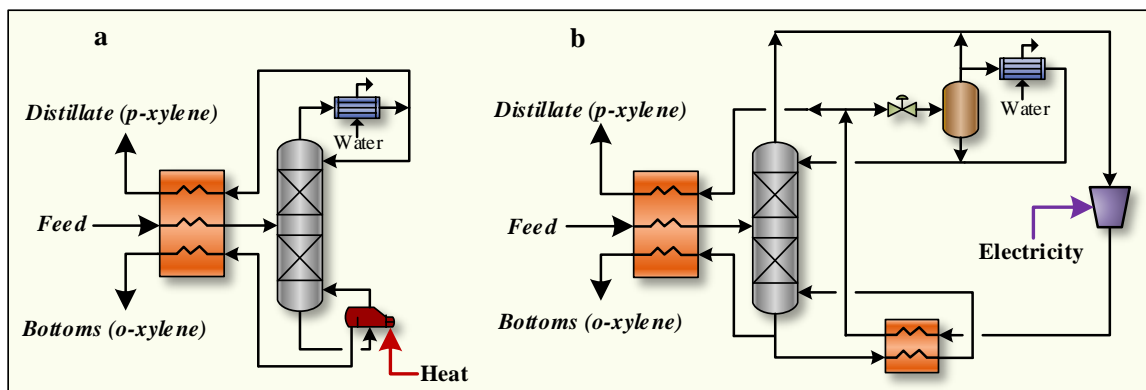 a
Distillate (p-xylene)
Water
Feed
Bottoms (o-xylene)
Heat
b
Distillate (p-xylene)
Water
Feed
Electricity
Bottoms (o-xylene)